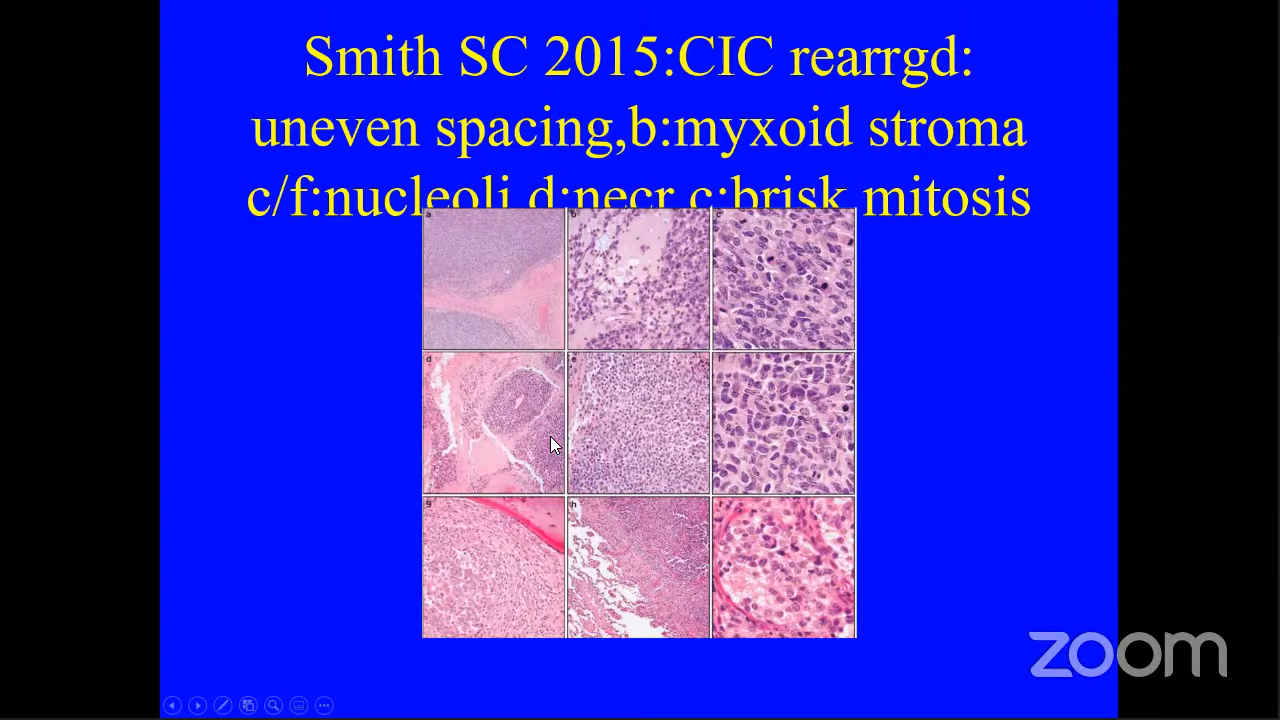 Smith SC 2015:CIC rearrgd:
uneven spacing,b:myxoid stroma
c/f:nucleoli d:necr c:brisk mitosis
a b c
d e f
g h i
zoom